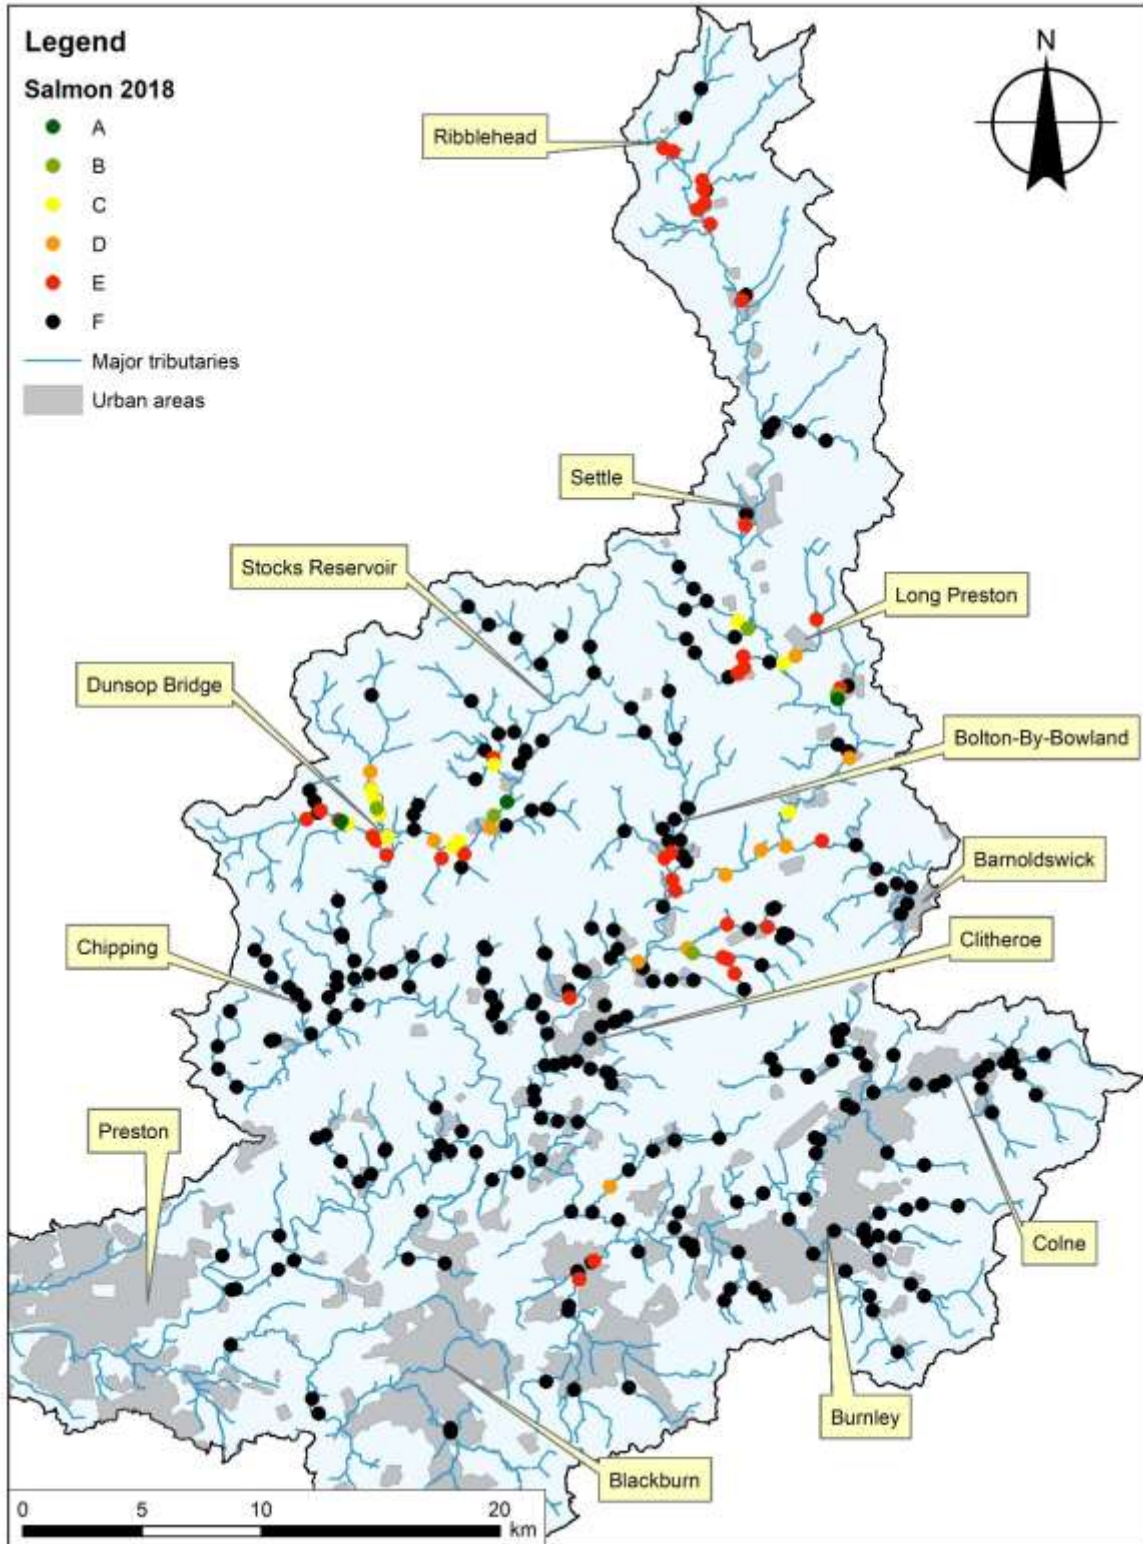 Legend
N
Salmon 2018
A
Ribblehead
B
C
D
E
F
Major tributaries
Urban areas
Settle
Stocks Reservoir
Long Preston
Dunsop Bridge
Bolton-By-Bowland
Barnoldswick
Chipping
Clitheroe
Preston
Colne
Burnley
Blackburn
0 5 10 20
km